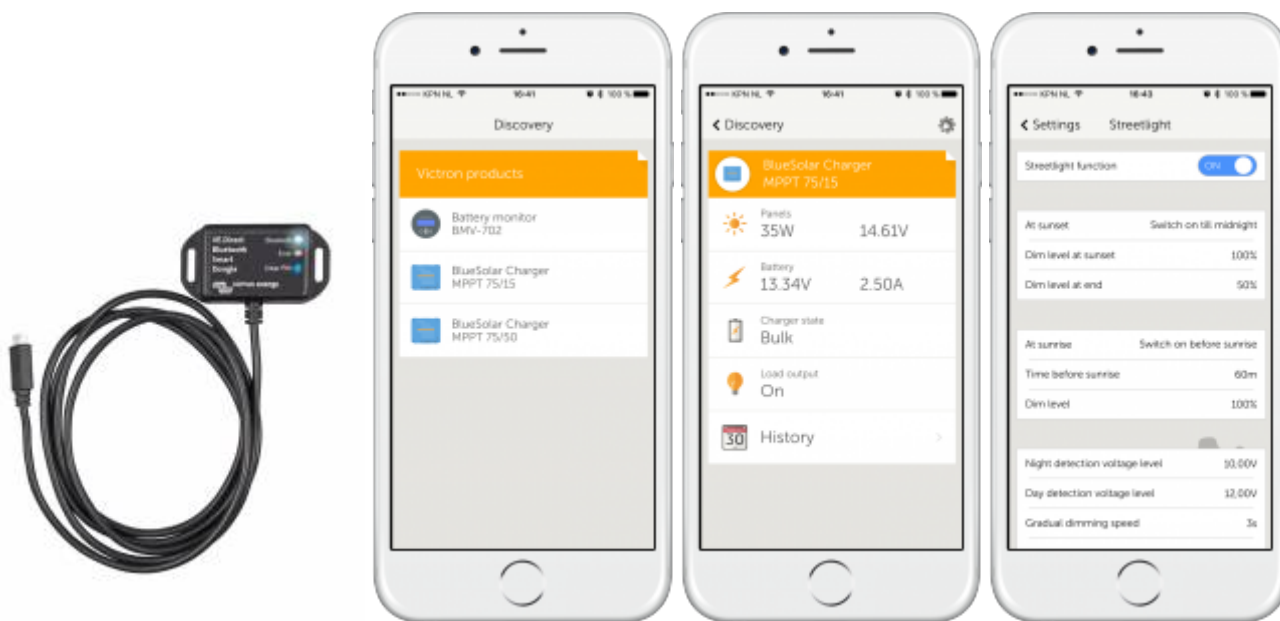 VE.Direct
Bluetooth
Smart
Dongle
Bluetooth
Error
victron energy
KPN NL 16:41 100 %
Discovery
Victron products
Battery monitor
BMV-702
BlueSolar Charger
MPPT 75/15
BlueSolar Charger
MPPT 75/50
KPN NL 16:41 100 %
Discovery
BlueSolar Charger
MPPT 75/15
Panels
35W 14.61V
Battery
13.34V 2.50A
Charger state
Bulk
Load output
On
30 History
KPN NL 16:43 100 %
Settings Streetlight
Streetlight function ON
At sunset Switch on till midnight
Dim level at sunset 100%
Dim level at end 50%
At sunrise Switch on before sunrise
Time before sunrise 60m
Dim level 100%
Night detection voltage level 10,00V
Day detection voltage level 12,00V
Gradual dimming speed 3s